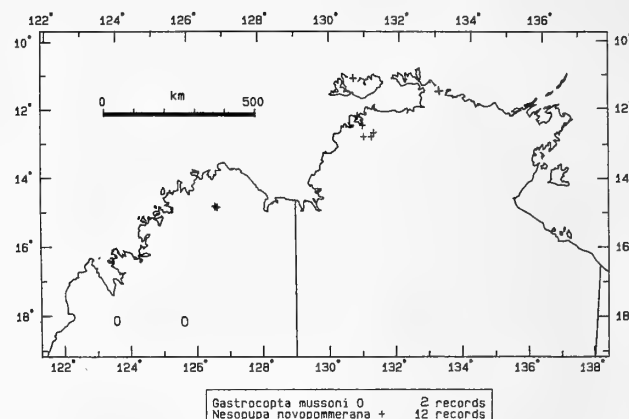 122° 124° 126° 128° 130° 132° 134° 136°
10° 10°
km
0 500
12° 12°
14° 14°
16° 16°
18° 18°
122° 124° 126° 128° 130° 132° 134° 136° 138°
Gastrocopta mussoni O 2 records
Nesopupa novopommerana + 12 records